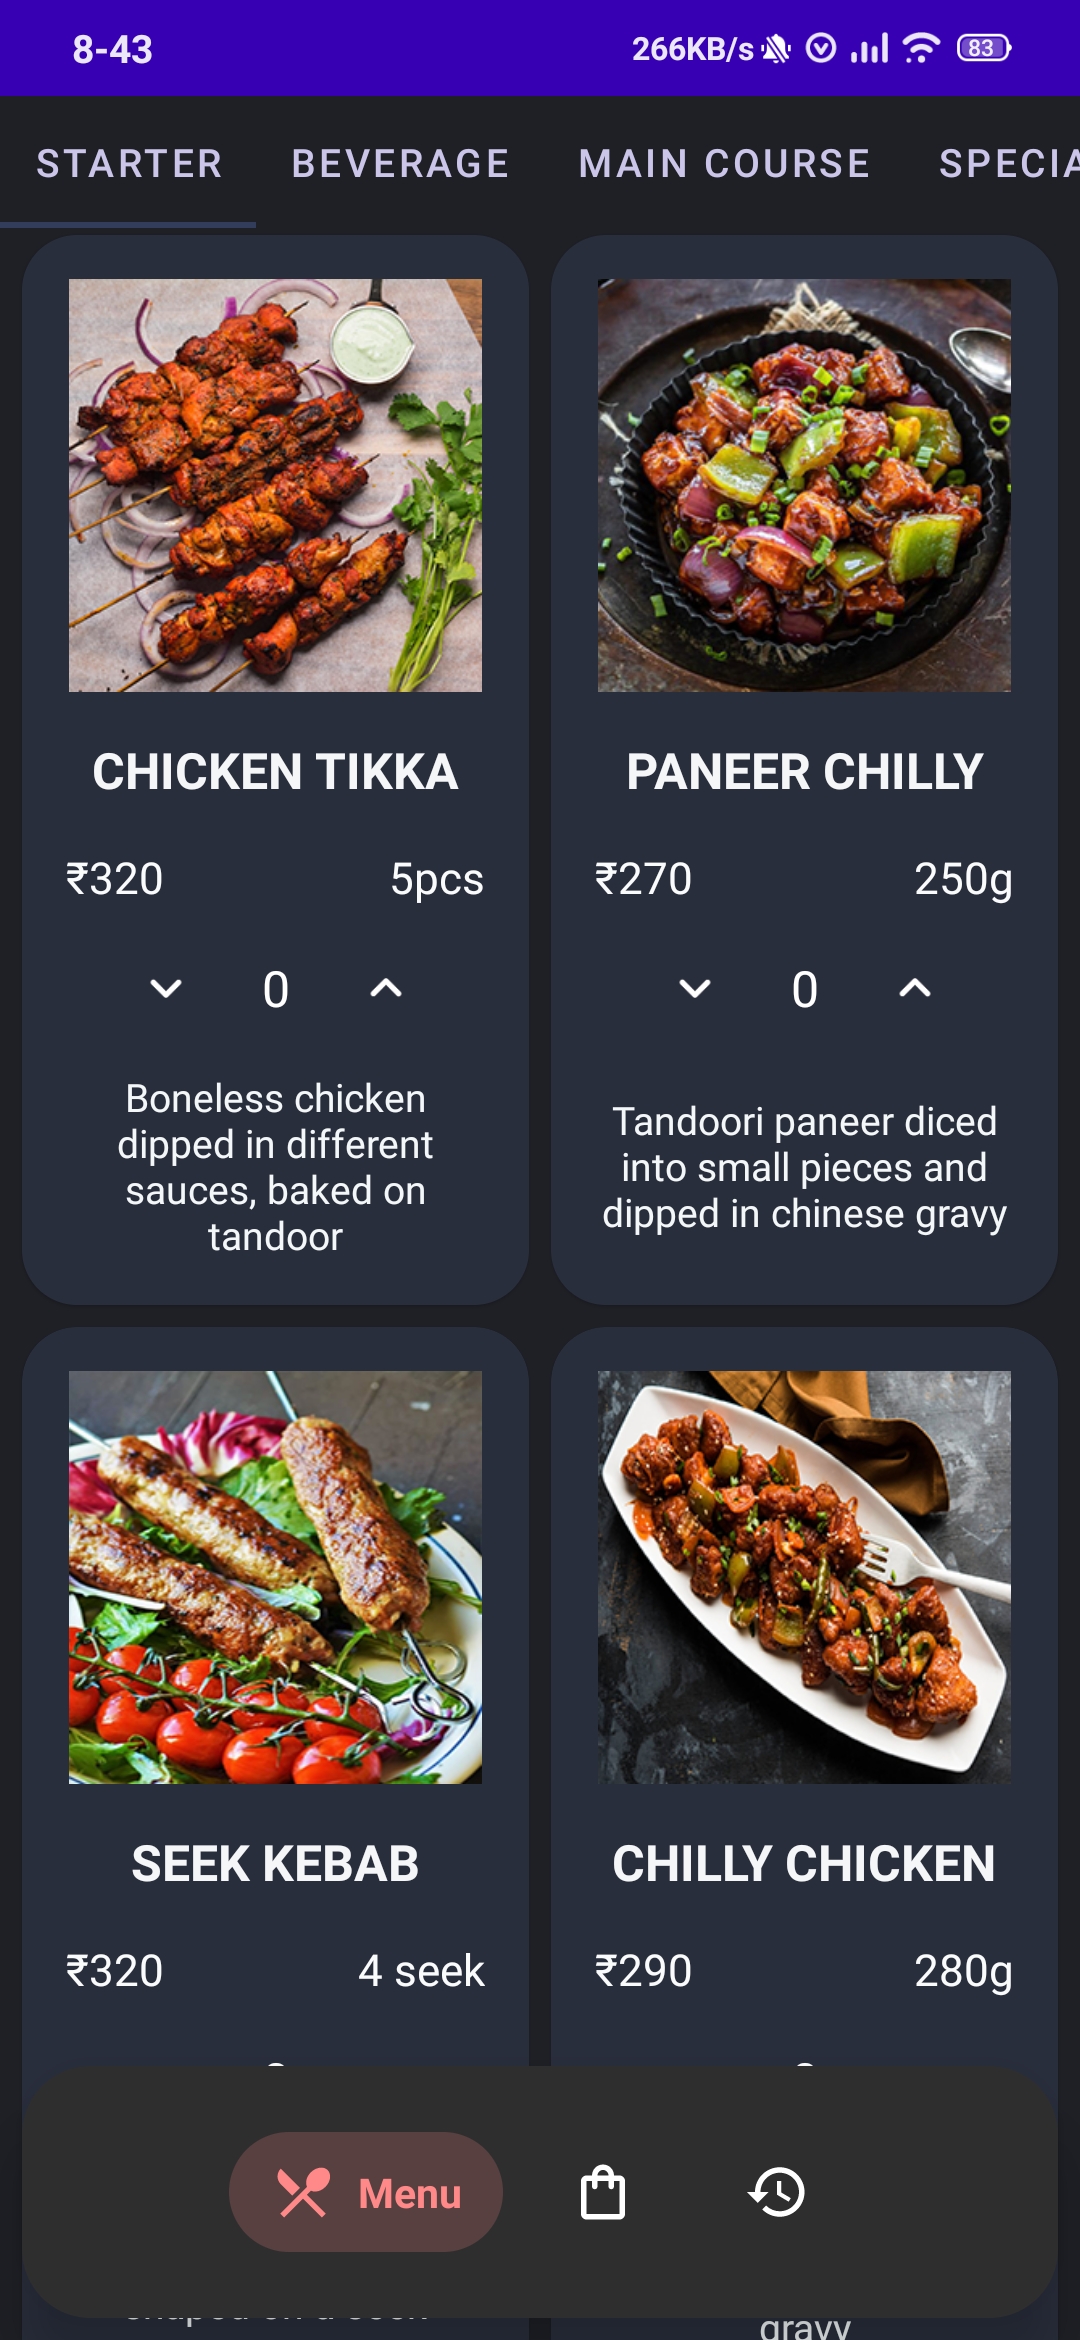 8-43
266KB/s
83
STARTER
BEVERAGE
MAIN COURSE
SPECIA
CHICKEN TIKKA
₹320
5pcs
0
Boneless chicken
dipped in different
sauces, baked on
tandoor
PANEER CHILLY
₹270
250g
0
Tandoori paneer diced
into small pieces and
dipped in chinese gravy
SEEK KEBAB
₹320
4 seek
CHILLY CHICKEN
₹290
280g
Menu
gravy